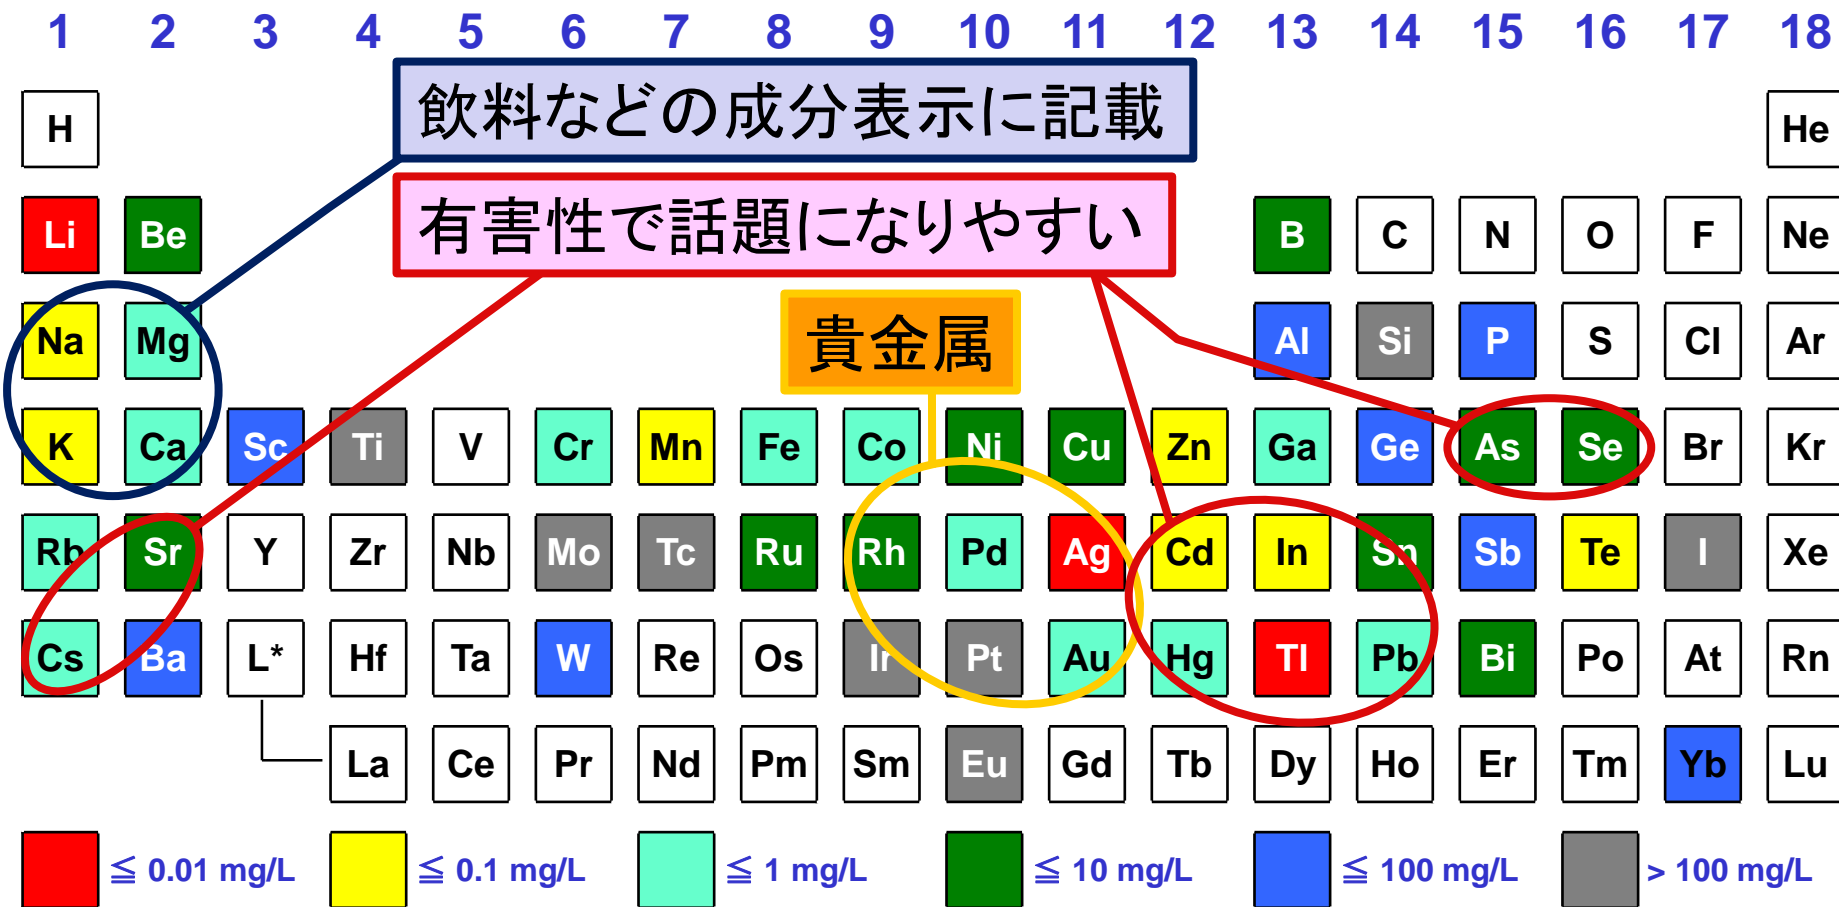 1 2 3 4 5 6 7 8 9 10 11 12 13 14 15 16 17 18
飲料などの成分表示に記載
H He
有害性で話題になりやすい
Li Be B C N O F Ne
貴金属
Na Mg Al Si P S Cl Ar
K Ca Sc Ti V Cr Mn Fe Co Ni Cu Zn Ga Ge As Se Br Kr
Rb Sr Y Zr Nb Mo Tc Ru Rh Pd Ag Cd In Sn Sb Te I Xe
Cs Ba L* Hf Ta W Re Os Ir Pt Au Hg Tl Pb Bi Po At Rn
La Ce Pr Nd Pm Sm Eu Gd Tb Dy Ho Er Tm Yb Lu
≦ 0.01 mg/L ≦ 0.1 mg/L ≦ 1 mg/L ≦ 10 mg/L ≦ 100 mg/L > 100 mg/L